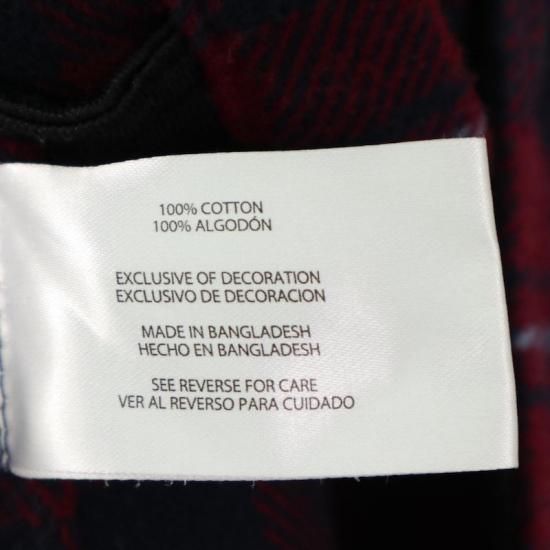 100% COTTON
100% ALGODÓN
EXCLUSIVE OF DECORATION
EXCLUSIVO DE DECORACION
MADE IN BANGLADESH
HECHO EN BANGLADESH
SEE REVERSE FOR CARE
VER AL REVERSO PARA CUIDADO